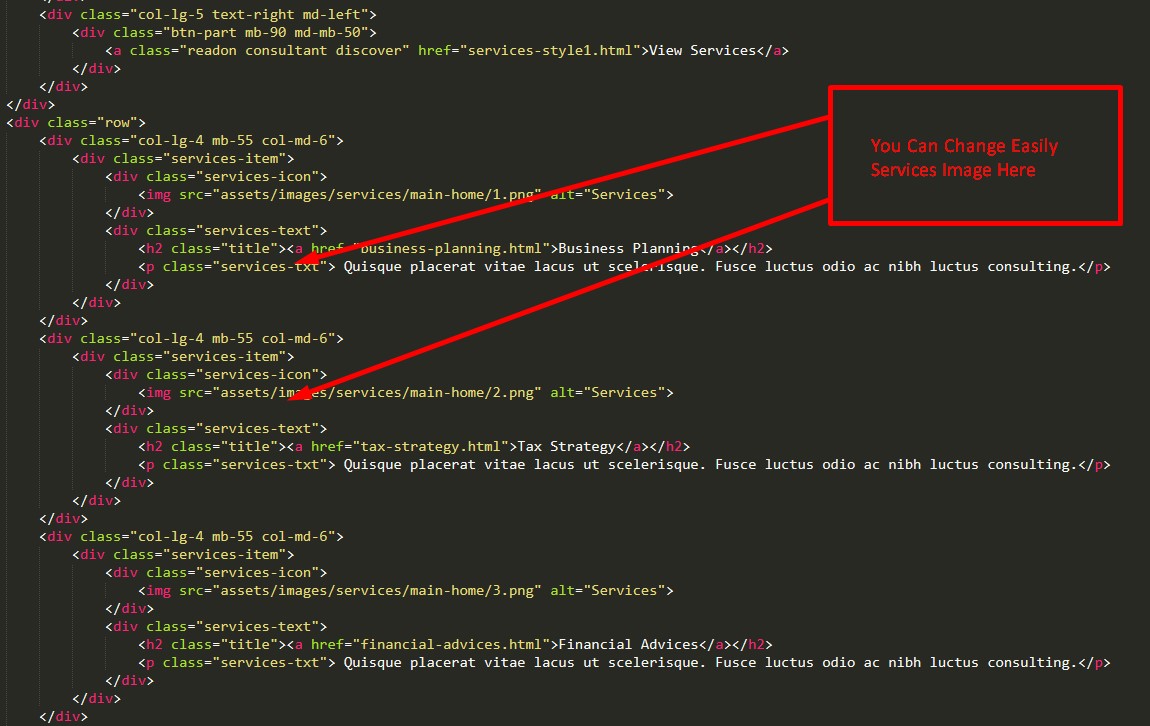 </div>
<div class="col-lg-5 text-right md-left">
<div class="btn-part mb-90 md-mb-50">
<a class="readon consultant discover" href="services-style1.html">View Services</a>
</div>
</div>
</div>
<div class="row">
<div class="col-lg-4 mb-55 col-md-6">
<div class="services-item">
<div class="services-icon">
<img src="assets/images/services/main-home/1.png" alt="Services">
</div>
<div class="services-text">
<h2 class="title"><a href="business-planning.html">Business Planning</a></h2>
<p class="services-txt"> Quisque placerat vitae lacus ut scelerisque. Fusce luctus odio ac nibh luctus consulting.</p>
</div>
</div>
</div>
<div class="col-lg-4 mb-55 col-md-6">
<div class="services-item">
<div class="services-icon">
<img src="assets/images/services/main-home/2.png" alt="Services">
</div>
<div class="services-text">
<h2 class="title"><a href="tax-strategy.html">Tax Strategy</a></h2>
<p class="services-txt"> Quisque placerat vitae lacus ut scelerisque. Fusce luctus odio ac nibh luctus consulting.</p>
</div>
</div>
</div>
<div class="col-lg-4 mb-55 col-md-6">
<div class="services-item">
<div class="services-icon">
<img src="assets/images/services/main-home/3.png" alt="Services">
</div>
<div class="services-text">
<h2 class="title"><a href="financial-advices.html">Financial Advices</a></h2>
<p class="services-txt"> Quisque placerat vitae lacus ut scelerisque. Fusce luctus odio ac nibh luctus consulting.</p>
</div>
</div>
</div>
You Can Change Easily
Services Image Here